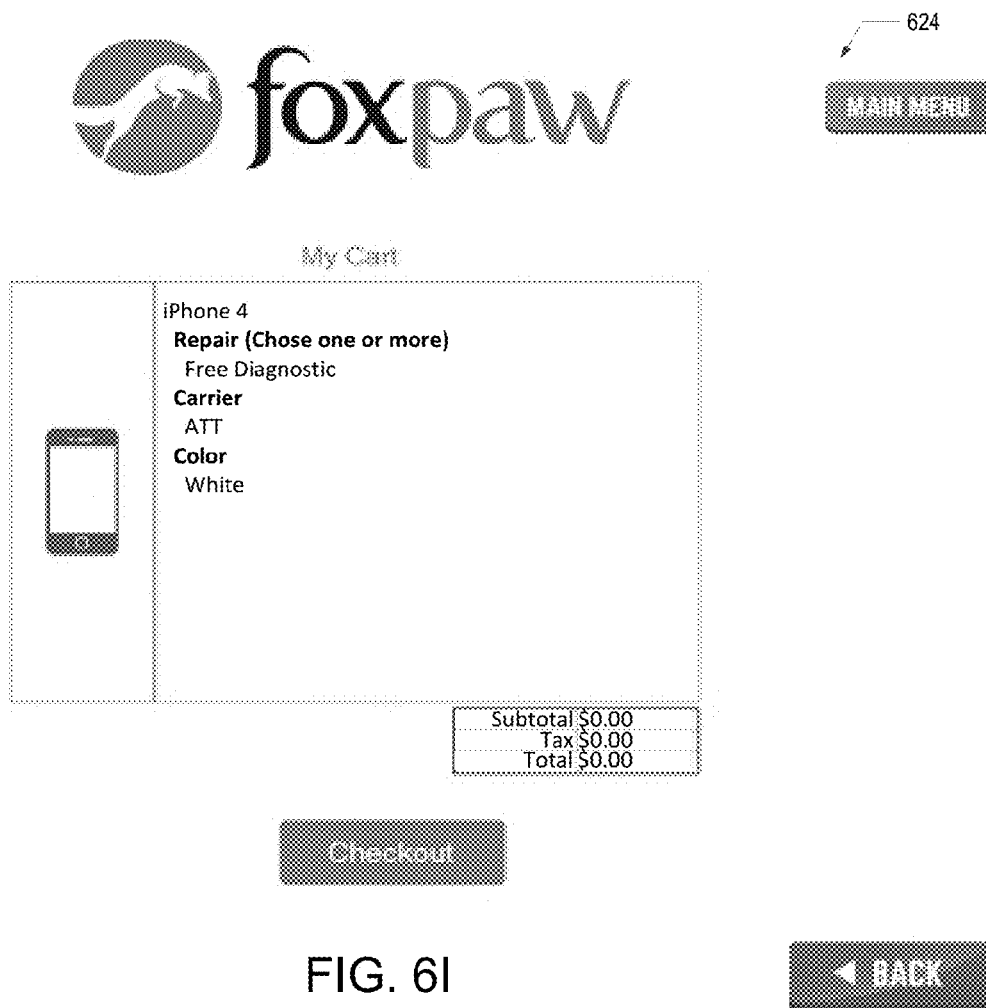 624
foxpaw
MAIN MENU
My Cart
iPhone 4
Repair (Chose one or more)
Free Diagnostic
Carrier
ATT
Color
White
Subtotal $0.00
Tax $0.00
Total $0.00
Checkout
FIG. 6I
BACK